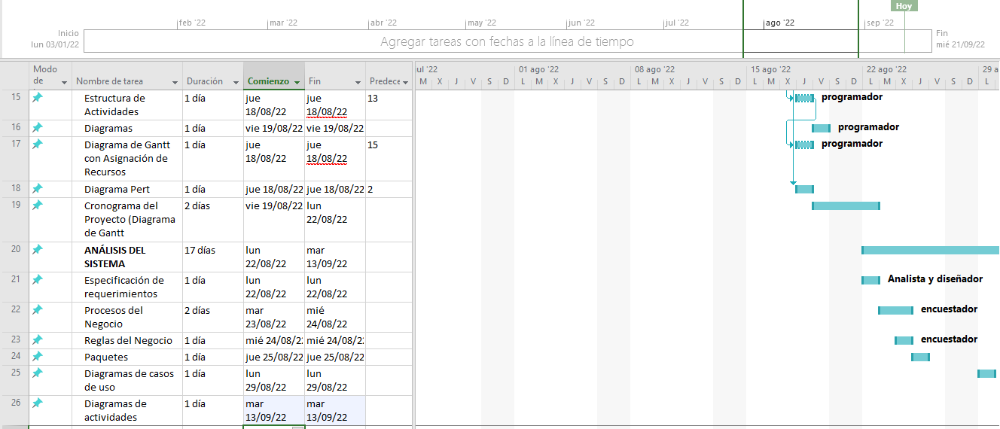 Hoy
feb '22 mar '22 abr '22 may '22 jun '22 jul '22 ago '22 sep '22
Inicio
lun 03/01/22
Agregar tareas con fechas a la línea de tiempo
Fin
mié 21/09/22
Modo de Nombre de tarea Duración Comienzo Fin Predece
jul '22 01 ago '22 08 ago '22 15 ago '22 22 ago '22 29 a
M X J V S D L M X J V S D L M X J V S D L M X J V S D L M X J V S D L
15 Estructura de Actividades 1 día jue 18/08/22 jue 18/08/22 13 programador
16 Diagramas 1 día vie 19/08/22 vie 19/08/22 programador
17 Diagrama de Gantt con Asignación de Recursos 1 día jue 18/08/22 jue 18/08/22 15 programador
18 Diagrama Pert 1 día jue 18/08/22 jue 18/08/22 2
19 Cronograma del Proyecto (Diagrama de Gantt 2 días vie 19/08/22 lun 22/08/22
20 ANÁLISIS DEL SISTEMA 17 días lun 22/08/22 mar 13/09/22
21 Especificación de requerimientos 1 día lun 22/08/22 lun 22/08/22 Analista y diseñador
22 Procesos del Negocio 2 días mar 23/08/22 mié 24/08/22 encuestador
23 Reglas del Negocio 1 día mié 24/08/2 mié 24/08/2 encuestador
24 Paquetes 1 día jue 25/08/22 jue 25/08/22
25 Diagramas de casos de uso 1 día lun 29/08/22 lun 29/08/22
26 Diagramas de actividades 1 día mar 13/09/22 mar 13/09/22